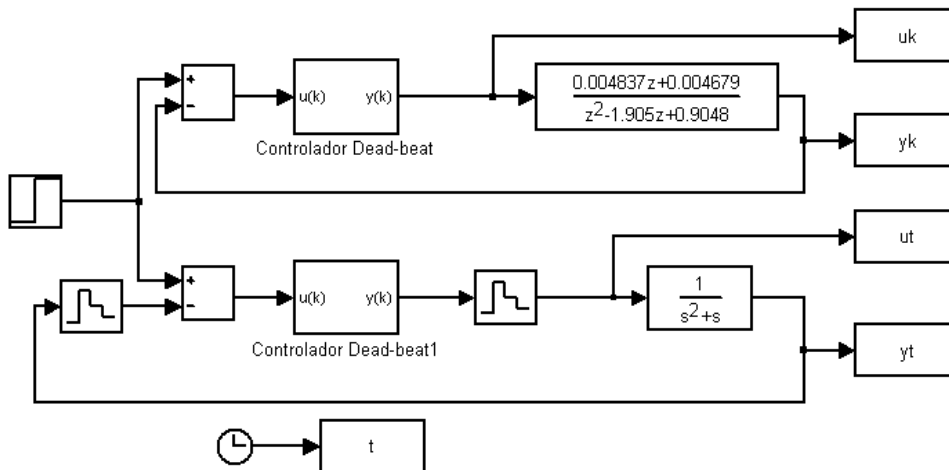 uk
+
−
u(k) y(k)
0.004837z+0.004679
z2-1.905z+0.9048
Controlador Dead-beat
yk
ut
+
−
u(k) y(k)
1
s2+s
Controlador Dead-beat1
yt
t